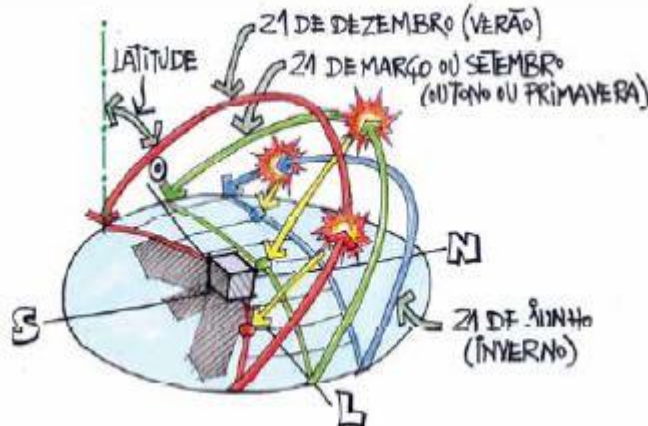 21 DE DEZEMBRO (VERÃO)
LATITUDE
21 DE MARÇO OU SETEMBRO
(OUTONO OU PRIMAVERA)
O
N
S
21 DE JUNHO
(INVERNO)
L